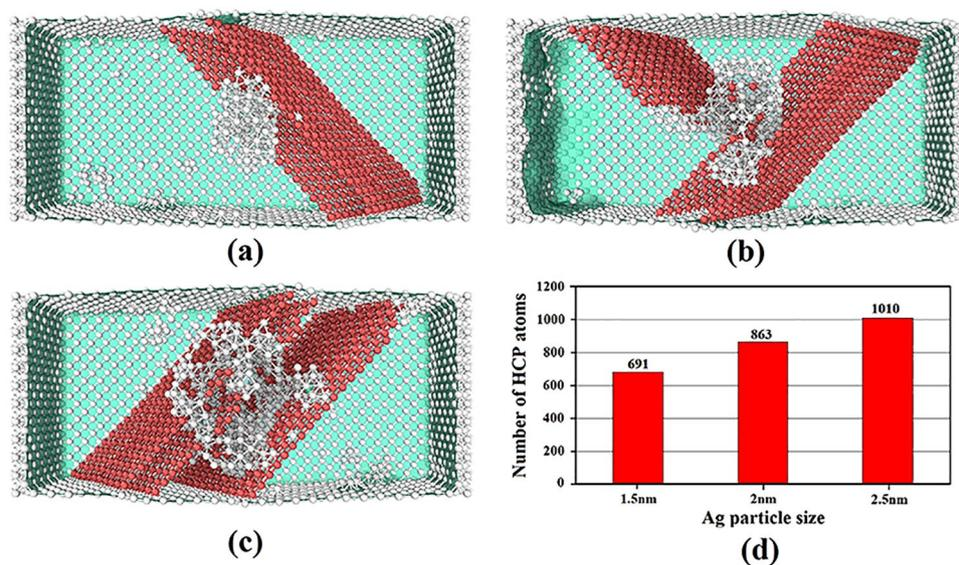 (a)
(b)
(c)
Number of HCP atoms
1200
1000
800
600
400
200
0
691
863
1010
1.5nm
2nm
2.5nm
Ag particle size
(d)